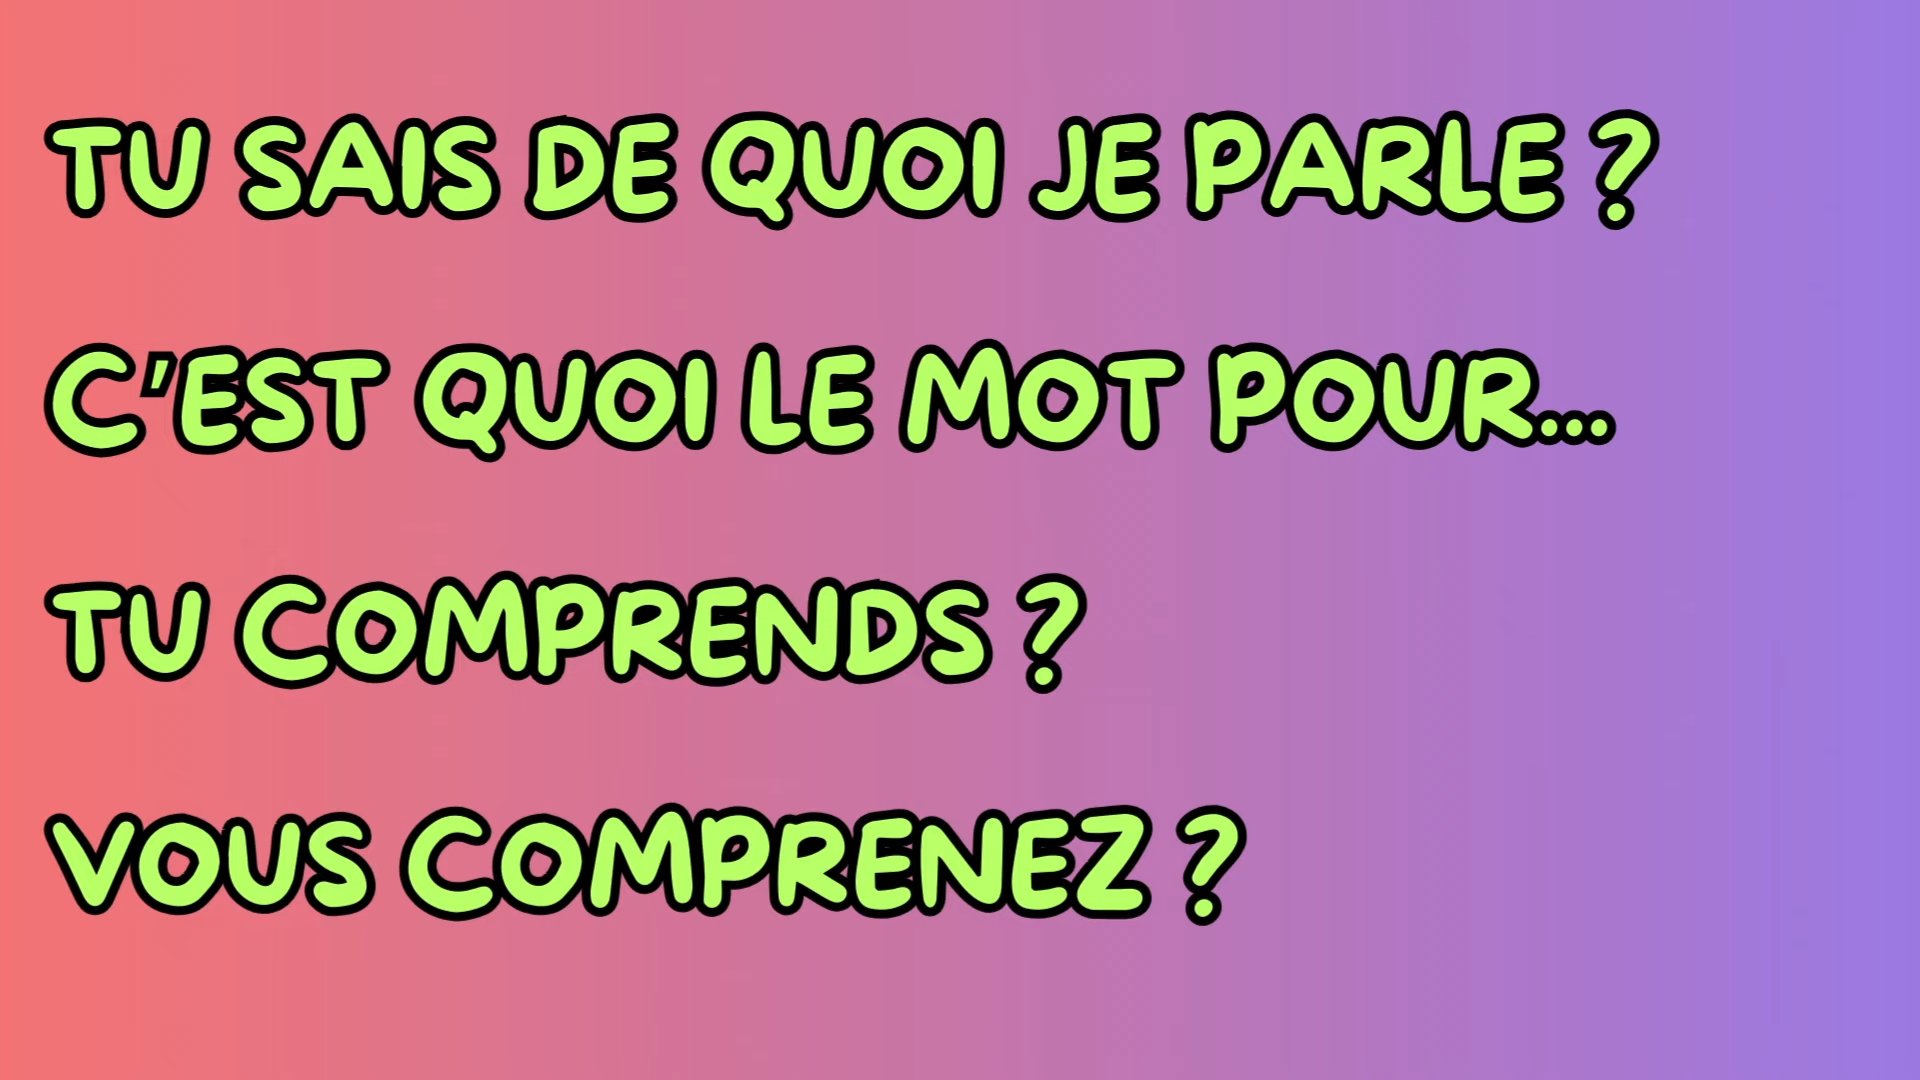 TU SAIS DE QUOI JE PARLE ?
C'EST QUOI LE MOT POUR...
TU COMPRENDS ?
VOUS COMPRENEZ ?